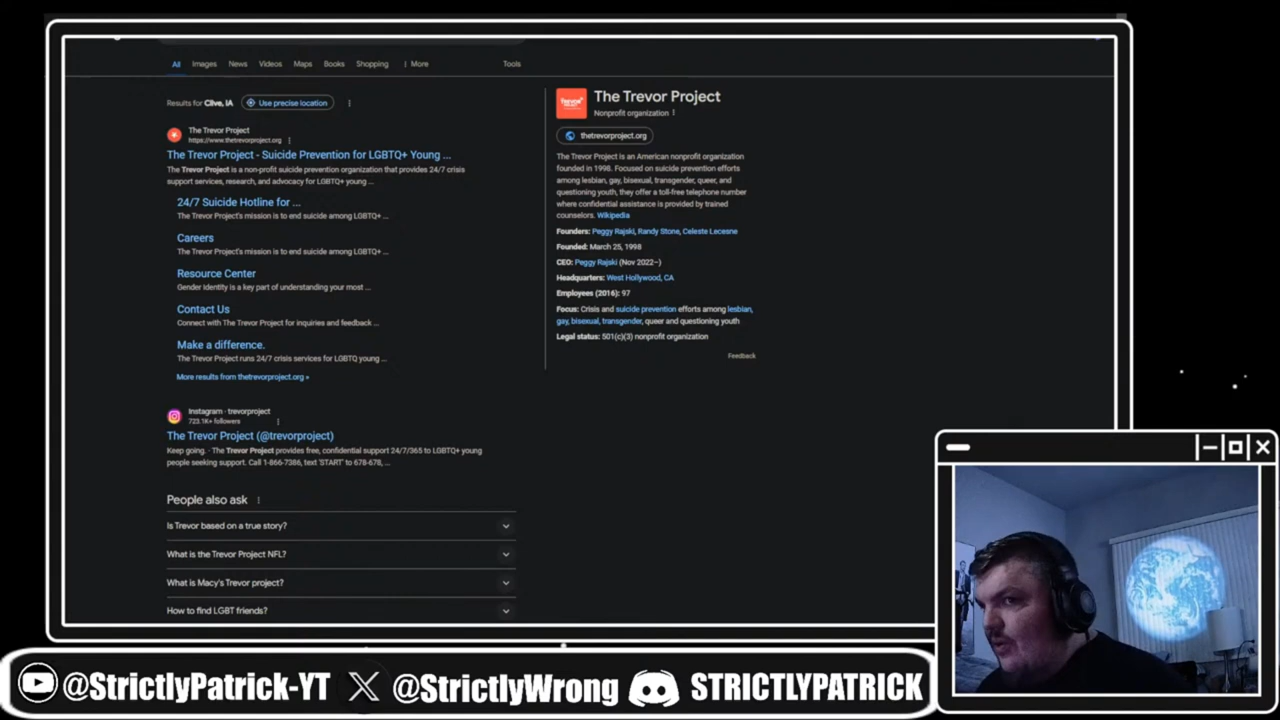 All Images News Videos Maps Books Shopping More Tools
Results for Clive, IA Use precise location
The Trevor Project
https://www.thetrevorproject.org
The Trevor Project - Suicide Prevention for LGBTQ+ Young ...
The Trevor Project is a non-profit suicide prevention organization that provides 24/7 crisis
support services, research, and advocacy for LGBTQ+ young ...
24/7 Suicide Hotline for ...
The Trevor Project's mission is to end suicide among LGBTQ+ ...
Careers
The Trevor Project's mission is to end suicide among LGBTQ+ ...
Resource Center
Gender Identity is a key part of understanding your most ...
Contact Us
Connect with The Trevor Project for inquiries and feedback ...
Make a difference.
The Trevor Project runs 24/7 crisis services for LGBTQ young ...
More results from thetrevorproject.org »
Instagram · trevorproject
723.1K+ followers
The Trevor Project (@trevorproject)
Keep going. · The Trevor Project provides free, confidential support 24/7/365 to LGBTQ+ young
people seeking support. Call 1-866-7386, text 'START' to 678-678, ...
People also ask
Is Trevor based on a true story?
What is the Trevor Project NFL?
What is Macy's Trevor project?
How to find LGBT friends?
The Trevor Project
Nonprofit organization
thetrevorproject.org
The Trevor Project is an American nonprofit organization
founded in 1998. Focused on suicide prevention efforts
among lesbian, gay, bisexual, transgender, queer, and
questioning youth, they offer a toll-free telephone number
where confidential assistance is provided by trained
counselors. Wikipedia
Founders: Peggy Rajski, Randy Stone, Celeste Lecesne
Founded: March 25, 1998
CEO: Peggy Rajski (Nov 2022–)
Headquarters: West Hollywood, CA
Employees (2016): 97
Focus: Crisis and suicide prevention efforts among lesbian,
gay, bisexual, transgender, queer and questioning youth
Legal status: 501(c)(3) nonprofit organization
Feedback
@StrictlyPatrick-YT @StrictlyWrong STRICTLYPATRICK